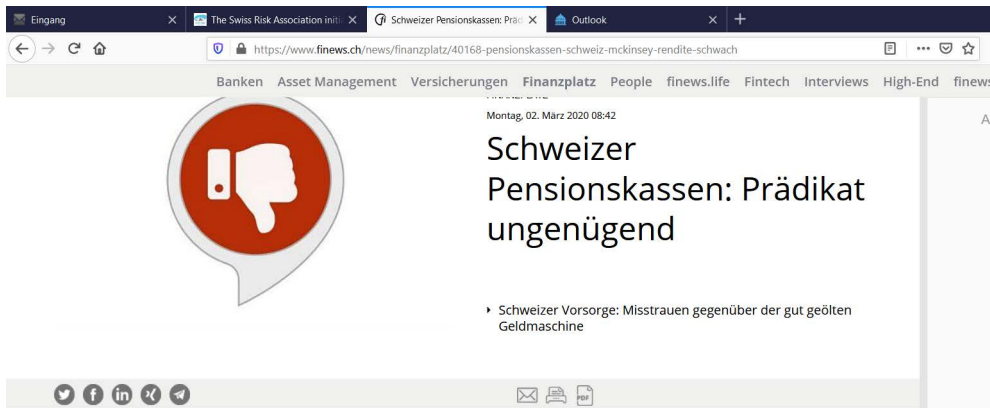 Eingang
The Swiss Risk Association initi
Schweizer Pensionskassen: Präd
Outlook
https://www.finews.ch/news/finanzplatz/40168-pensionskassen-schweiz-mckinsey-rendite-schwach
Banken Asset Management Versicherungen Finanzplatz People finews.life Fintech Interviews High-End finews
Montag, 02. März 2020 08:42
A
Schweizer
Pensionskassen: Prädikat
ungenügend
Schweizer Vorsorge: Misstrauen gegenüber der gut geölten
Geldmaschine
PDF